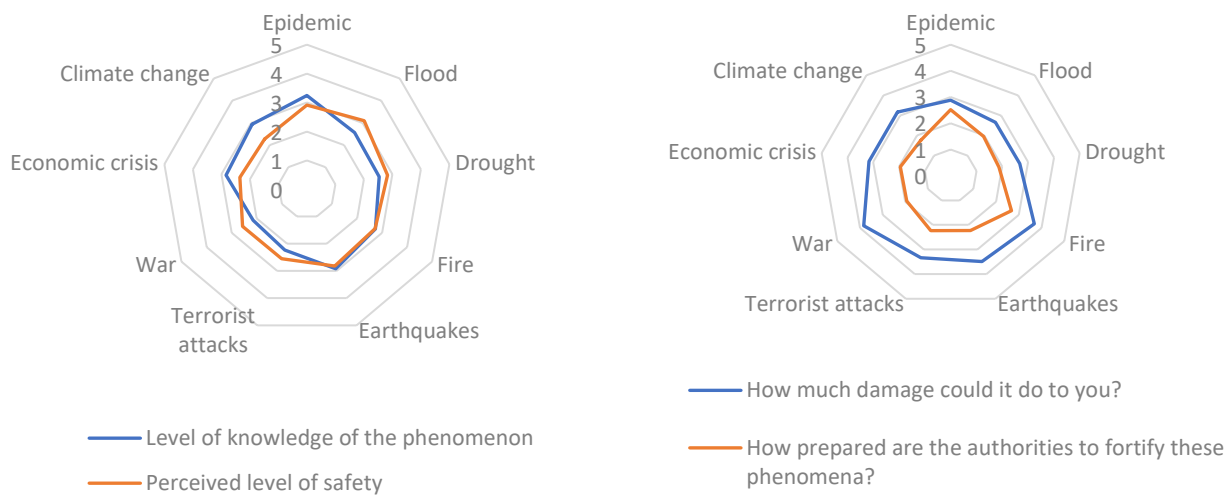 Epidemic
5
4
3
2
1
0
Flood
Drought
Fire
Earthquakes
Terrorist
attacks
War
Economic crisis
Climate change
Level of knowledge of the phenomenon
Perceived level of safety
Epidemic
5
4
3
2
1
0
Flood
Drought
Fire
Earthquakes
Terrorist attacks
War
Economic crisis
Climate change
How much damage could it do to you?
How prepared are the authorities to fortify these
phenomena?